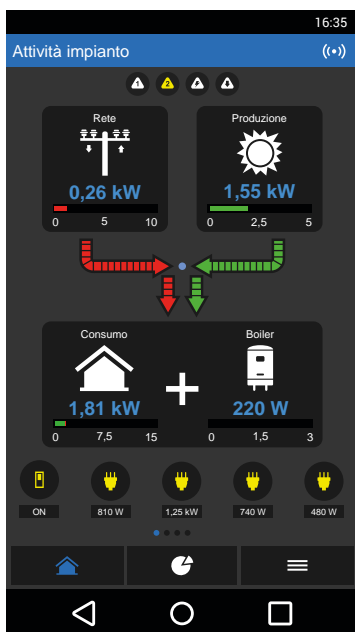 16:35
Attività impianto
1 2
Rete Produzione
0,26 kW 1,55 kW
0 5 10 0 2,5 5
Consumo Boiler
1,81 kW 220 W
0 7,5 15 0 1,5 3
ON 810 W 1,25 kW 740 W 480 W